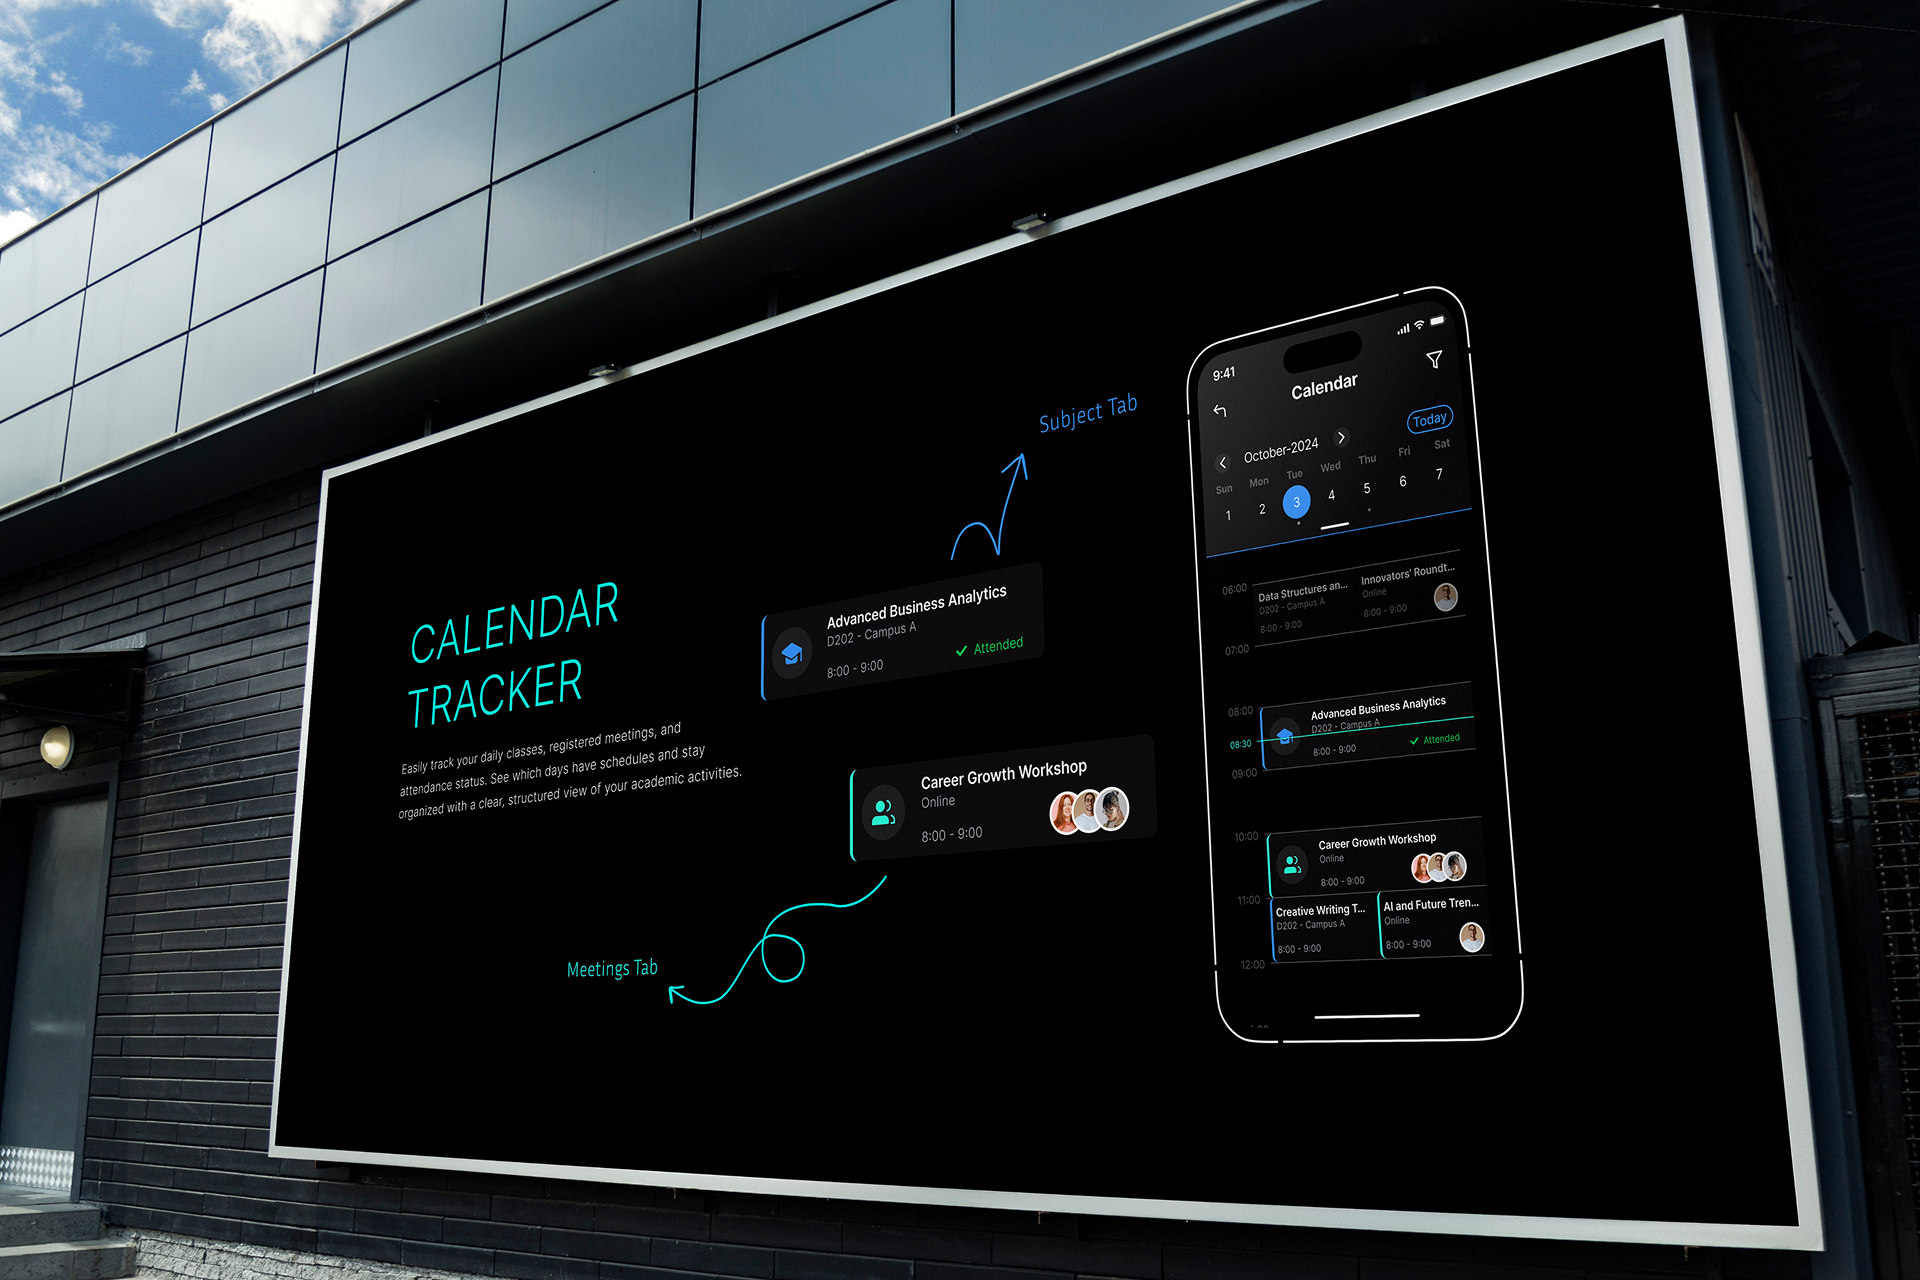 CALENDAR
TRACKER
Easily track your daily classes, registered meetings, and
attendance status. See which days have schedules and stay
organized with a clear, structured view of your academic activities.
Subject Tab
Advanced Business Analytics
D202 - Campus A
8:00 - 9:00
Attended
Career Growth Workshop
Online
8:00 - 9:00
Meetings Tab
9:41
Calendar
Today
October-2024
Sun Mon Tue Wed Thu Fri Sat
1 2 3 4 5 6 7
06:00
Data Structures an...
D202 - Campus A
8:00 - 9:00
Innovators' Roundt...
Online
8:00 - 9:00
07:00
08:00
Advanced Business Analytics
D202 - Campus A
08:30
8:00 - 9:00
Attended
09:00
10:00
Career Growth Workshop
Online
8:00 - 9:00
11:00
Creative Writing T...
D202 - Campus A
8:00 - 9:00
AI and Future Tren...
Online
8:00 - 9:00
12:00